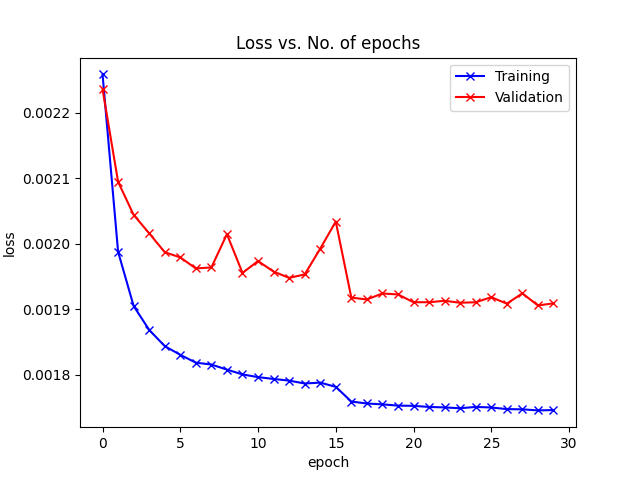 Loss vs. No. of epochs
Training
Validation
0.0022
0.0021
0.0020
0.0019
0.0018
loss
0 5 10 15 20 25 30
epoch